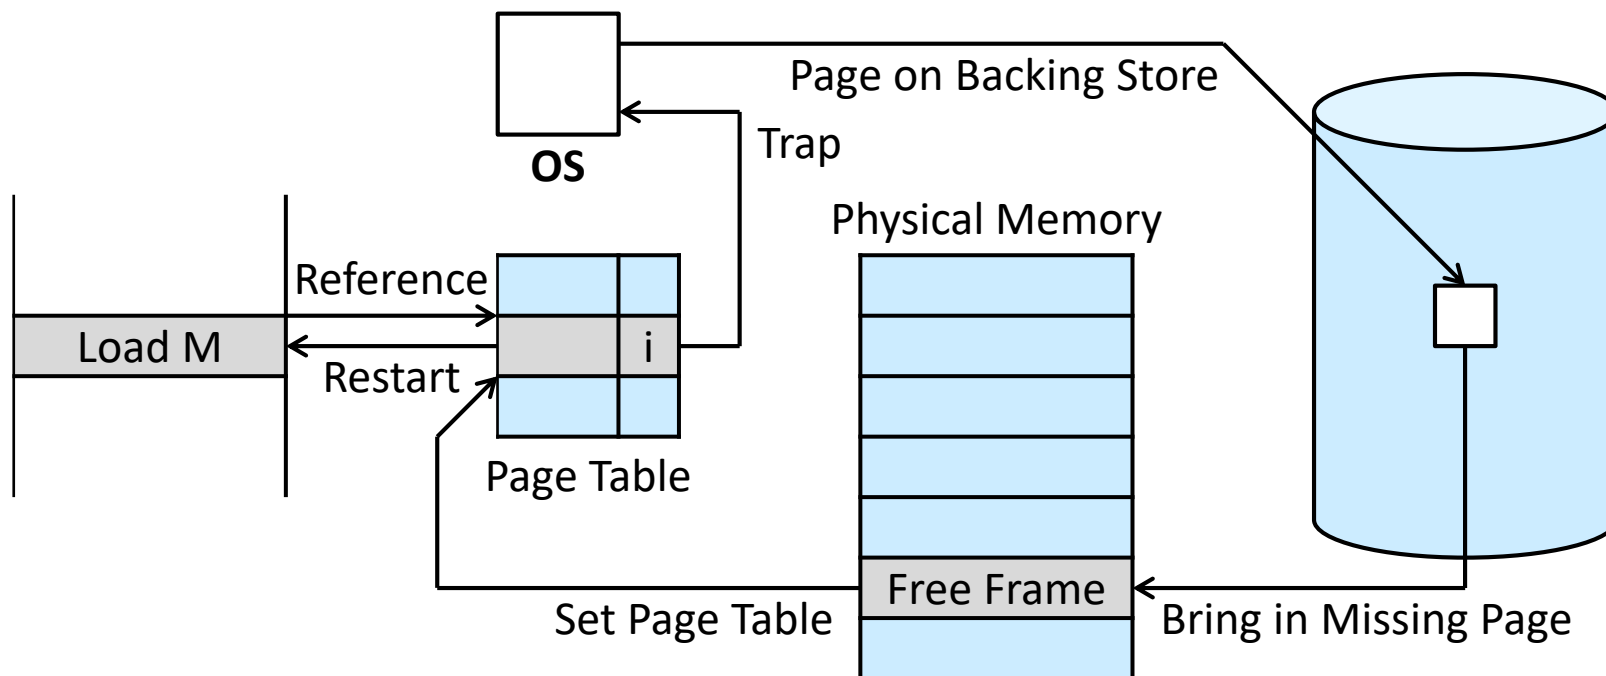 Page on Backing Store
Trap
OS
Physical Memory
Reference
Load M
i
Restart
Page Table
Free Frame
Set Page Table
Bring in Missing Page